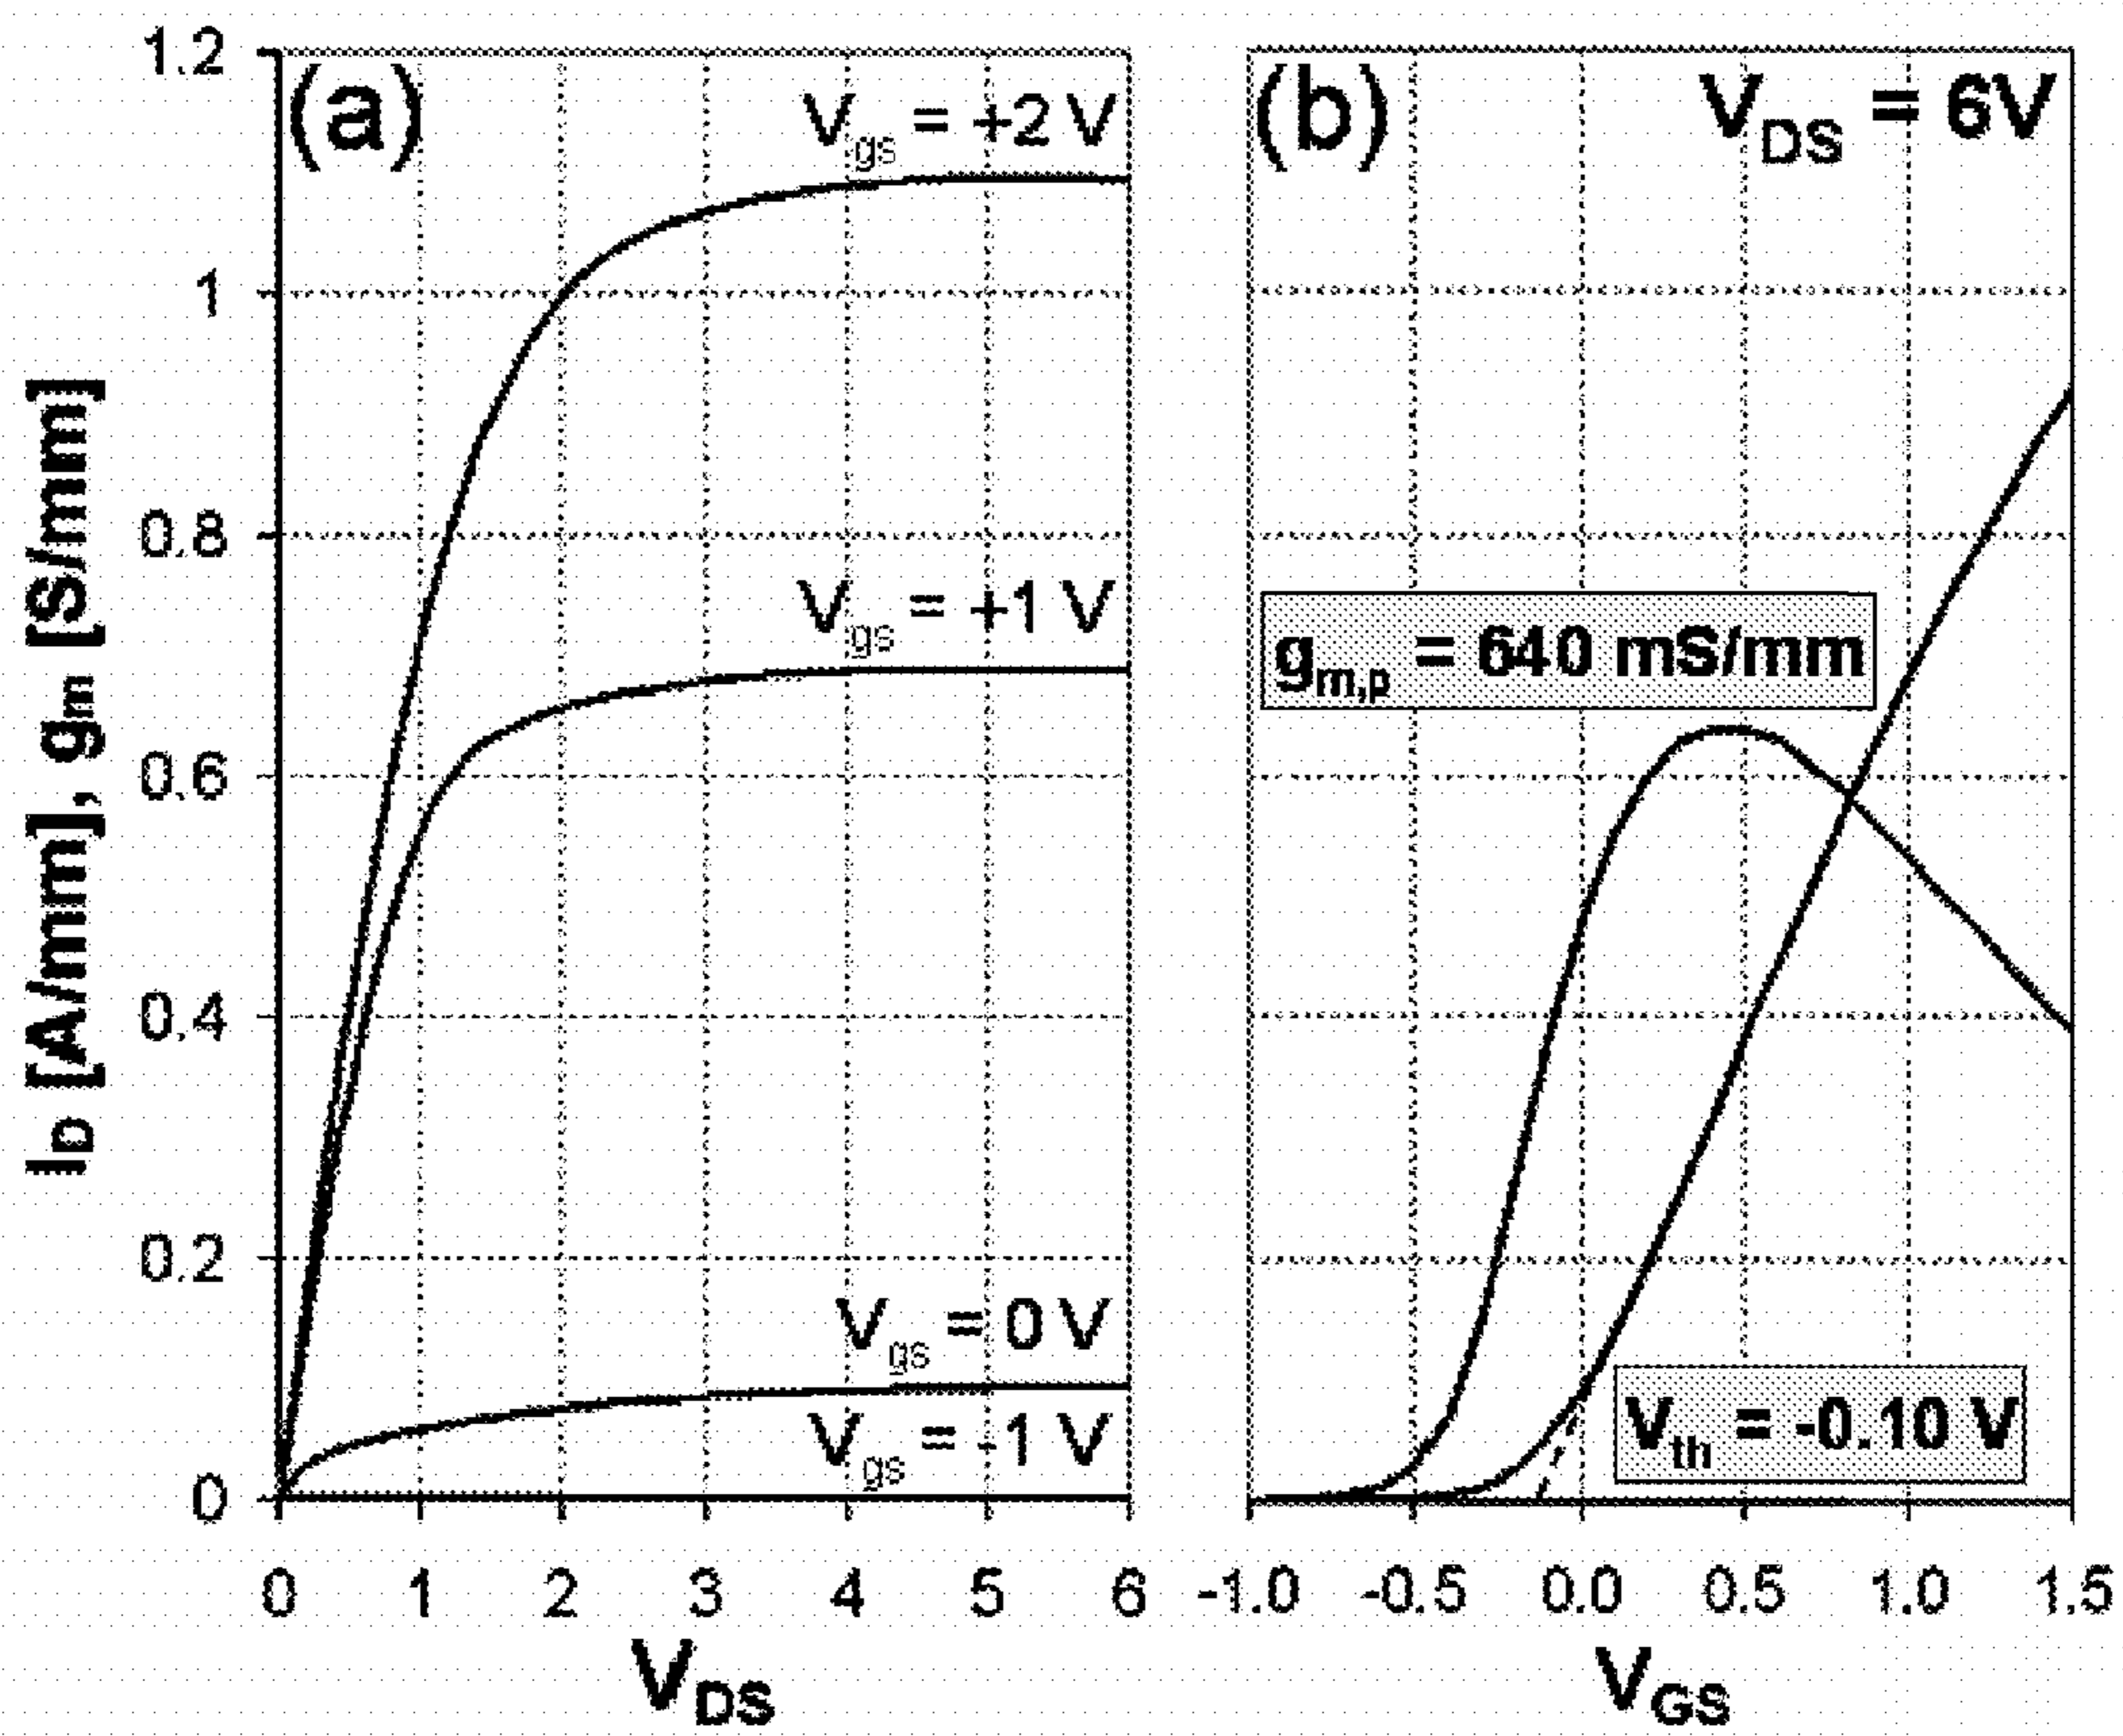 (a)
V_gs = +2 V
V_gs = +1 V
V_gs = 0 V
V_gs = -1 V
1.2
1
0.8
0.6
0.4
0.2
0
I_D [A/mm], g_m [S/mm]
0 1 2 3 4 5 6
V_DS
(b)
V_DS = 6V
g_m,p = 640 mS/mm
V_th = -0.10 V
-1.0 -0.5 0.0 0.5 1.0 1.5
V_GS